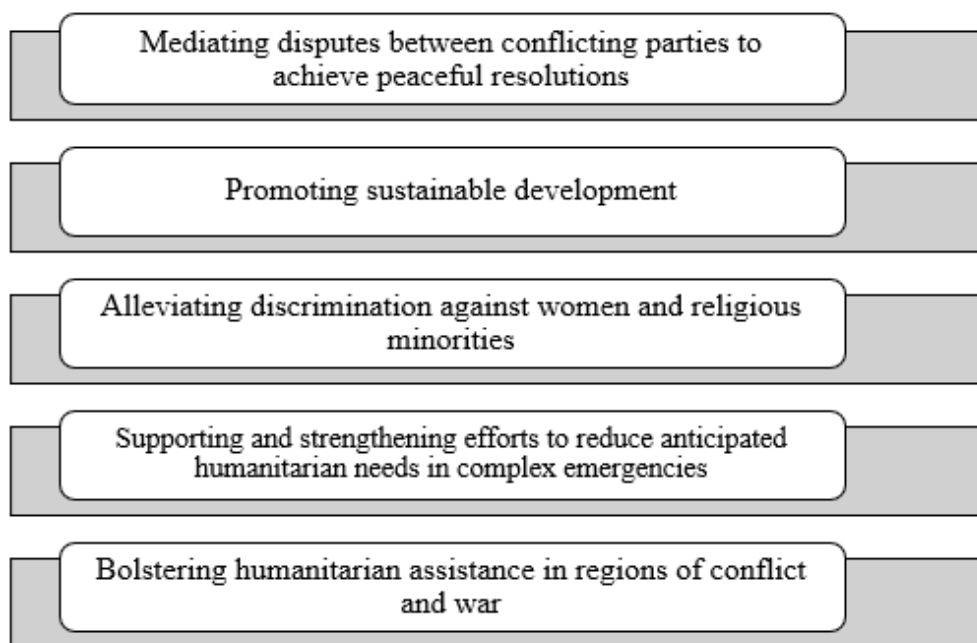 Mediating disputes between conflicting parties to
achieve peaceful resolutions
Promoting sustainable development
Alleviating discrimination against women and religious
minorities
Supporting and strengthening efforts to reduce anticipated
humanitarian needs in complex emergencies
Bolstering humanitarian assistance in regions of conflict
and war